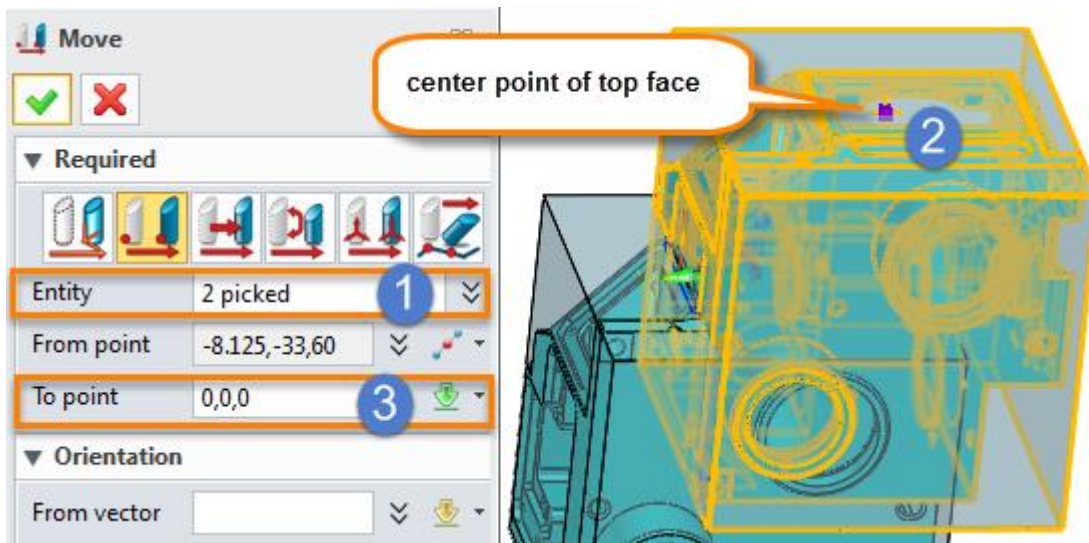 Move
center point of top face
2
▼ Required
Entity 2 picked 1
From point -8.125,-33,60
To point 0,0,0 3
▼ Orientation
From vector